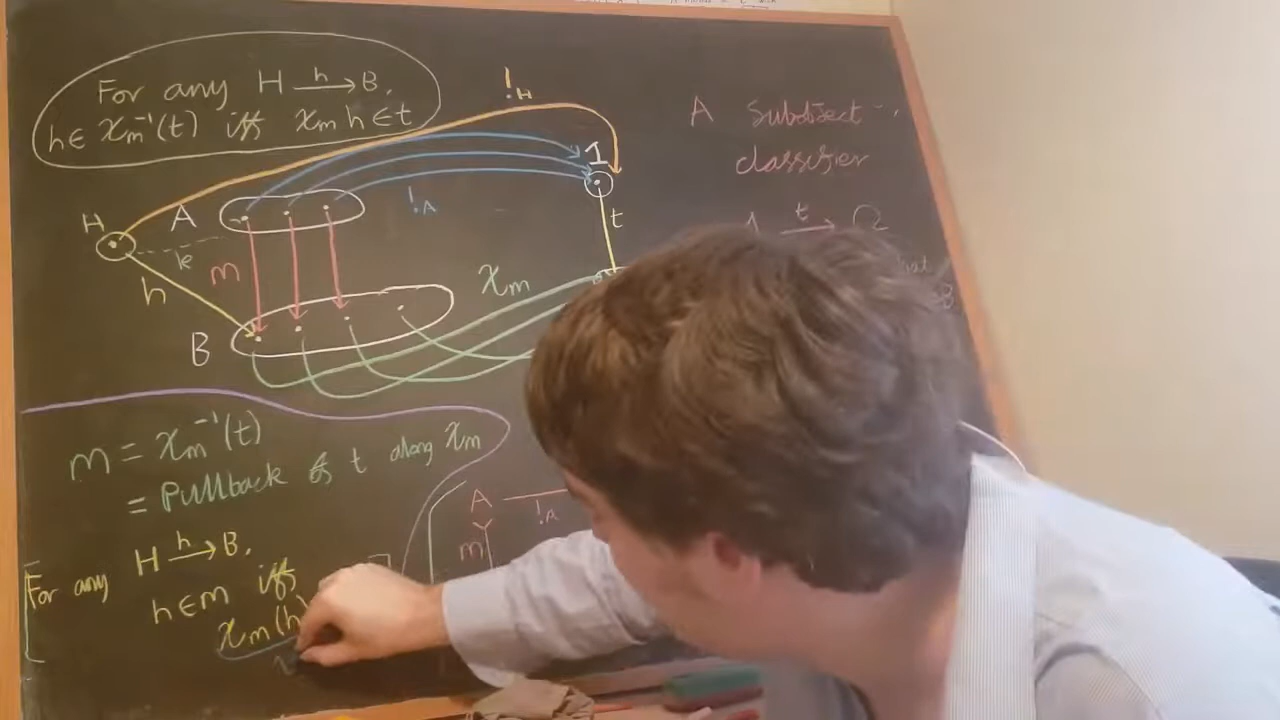 For any H →h B,
h∈ χm⁻¹(t) iff χm h ∈ t
!H
A Subobject
classifier
1
H
A
!A
t
1 →t Ω
k
m
h
χm
B
m = χm⁻¹(t)
= Pullback of t along χm
A
!A
m
For any H →h B,
h∈m iff
χm(h)